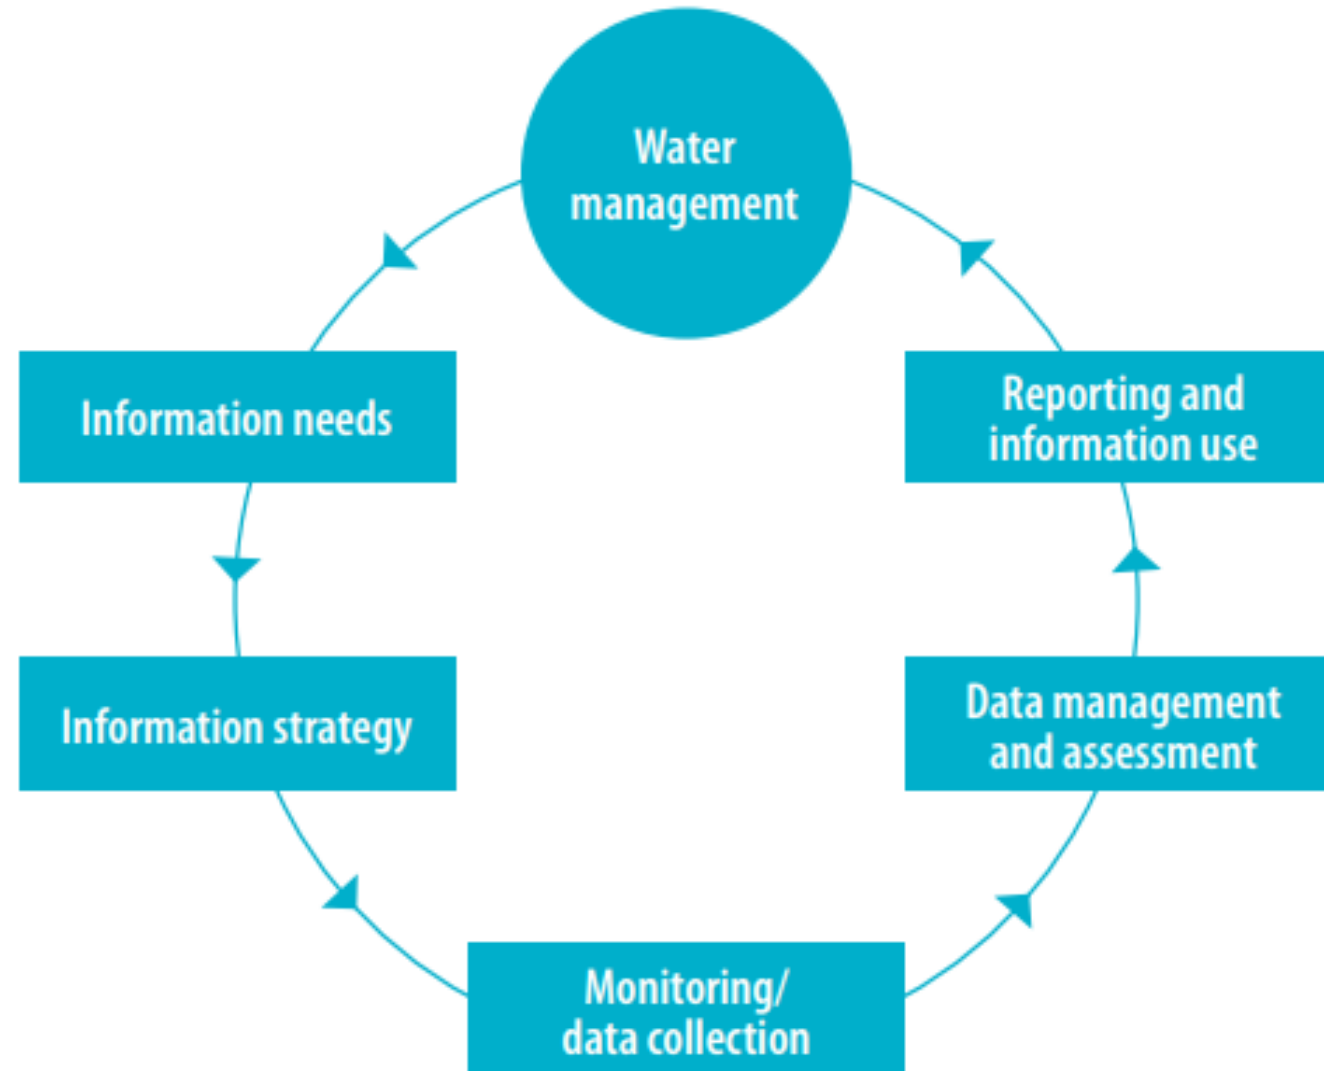 Water
management
Information needs
Reporting and
information use
Information strategy
Data management
and assessment
Monitoring/
data collection